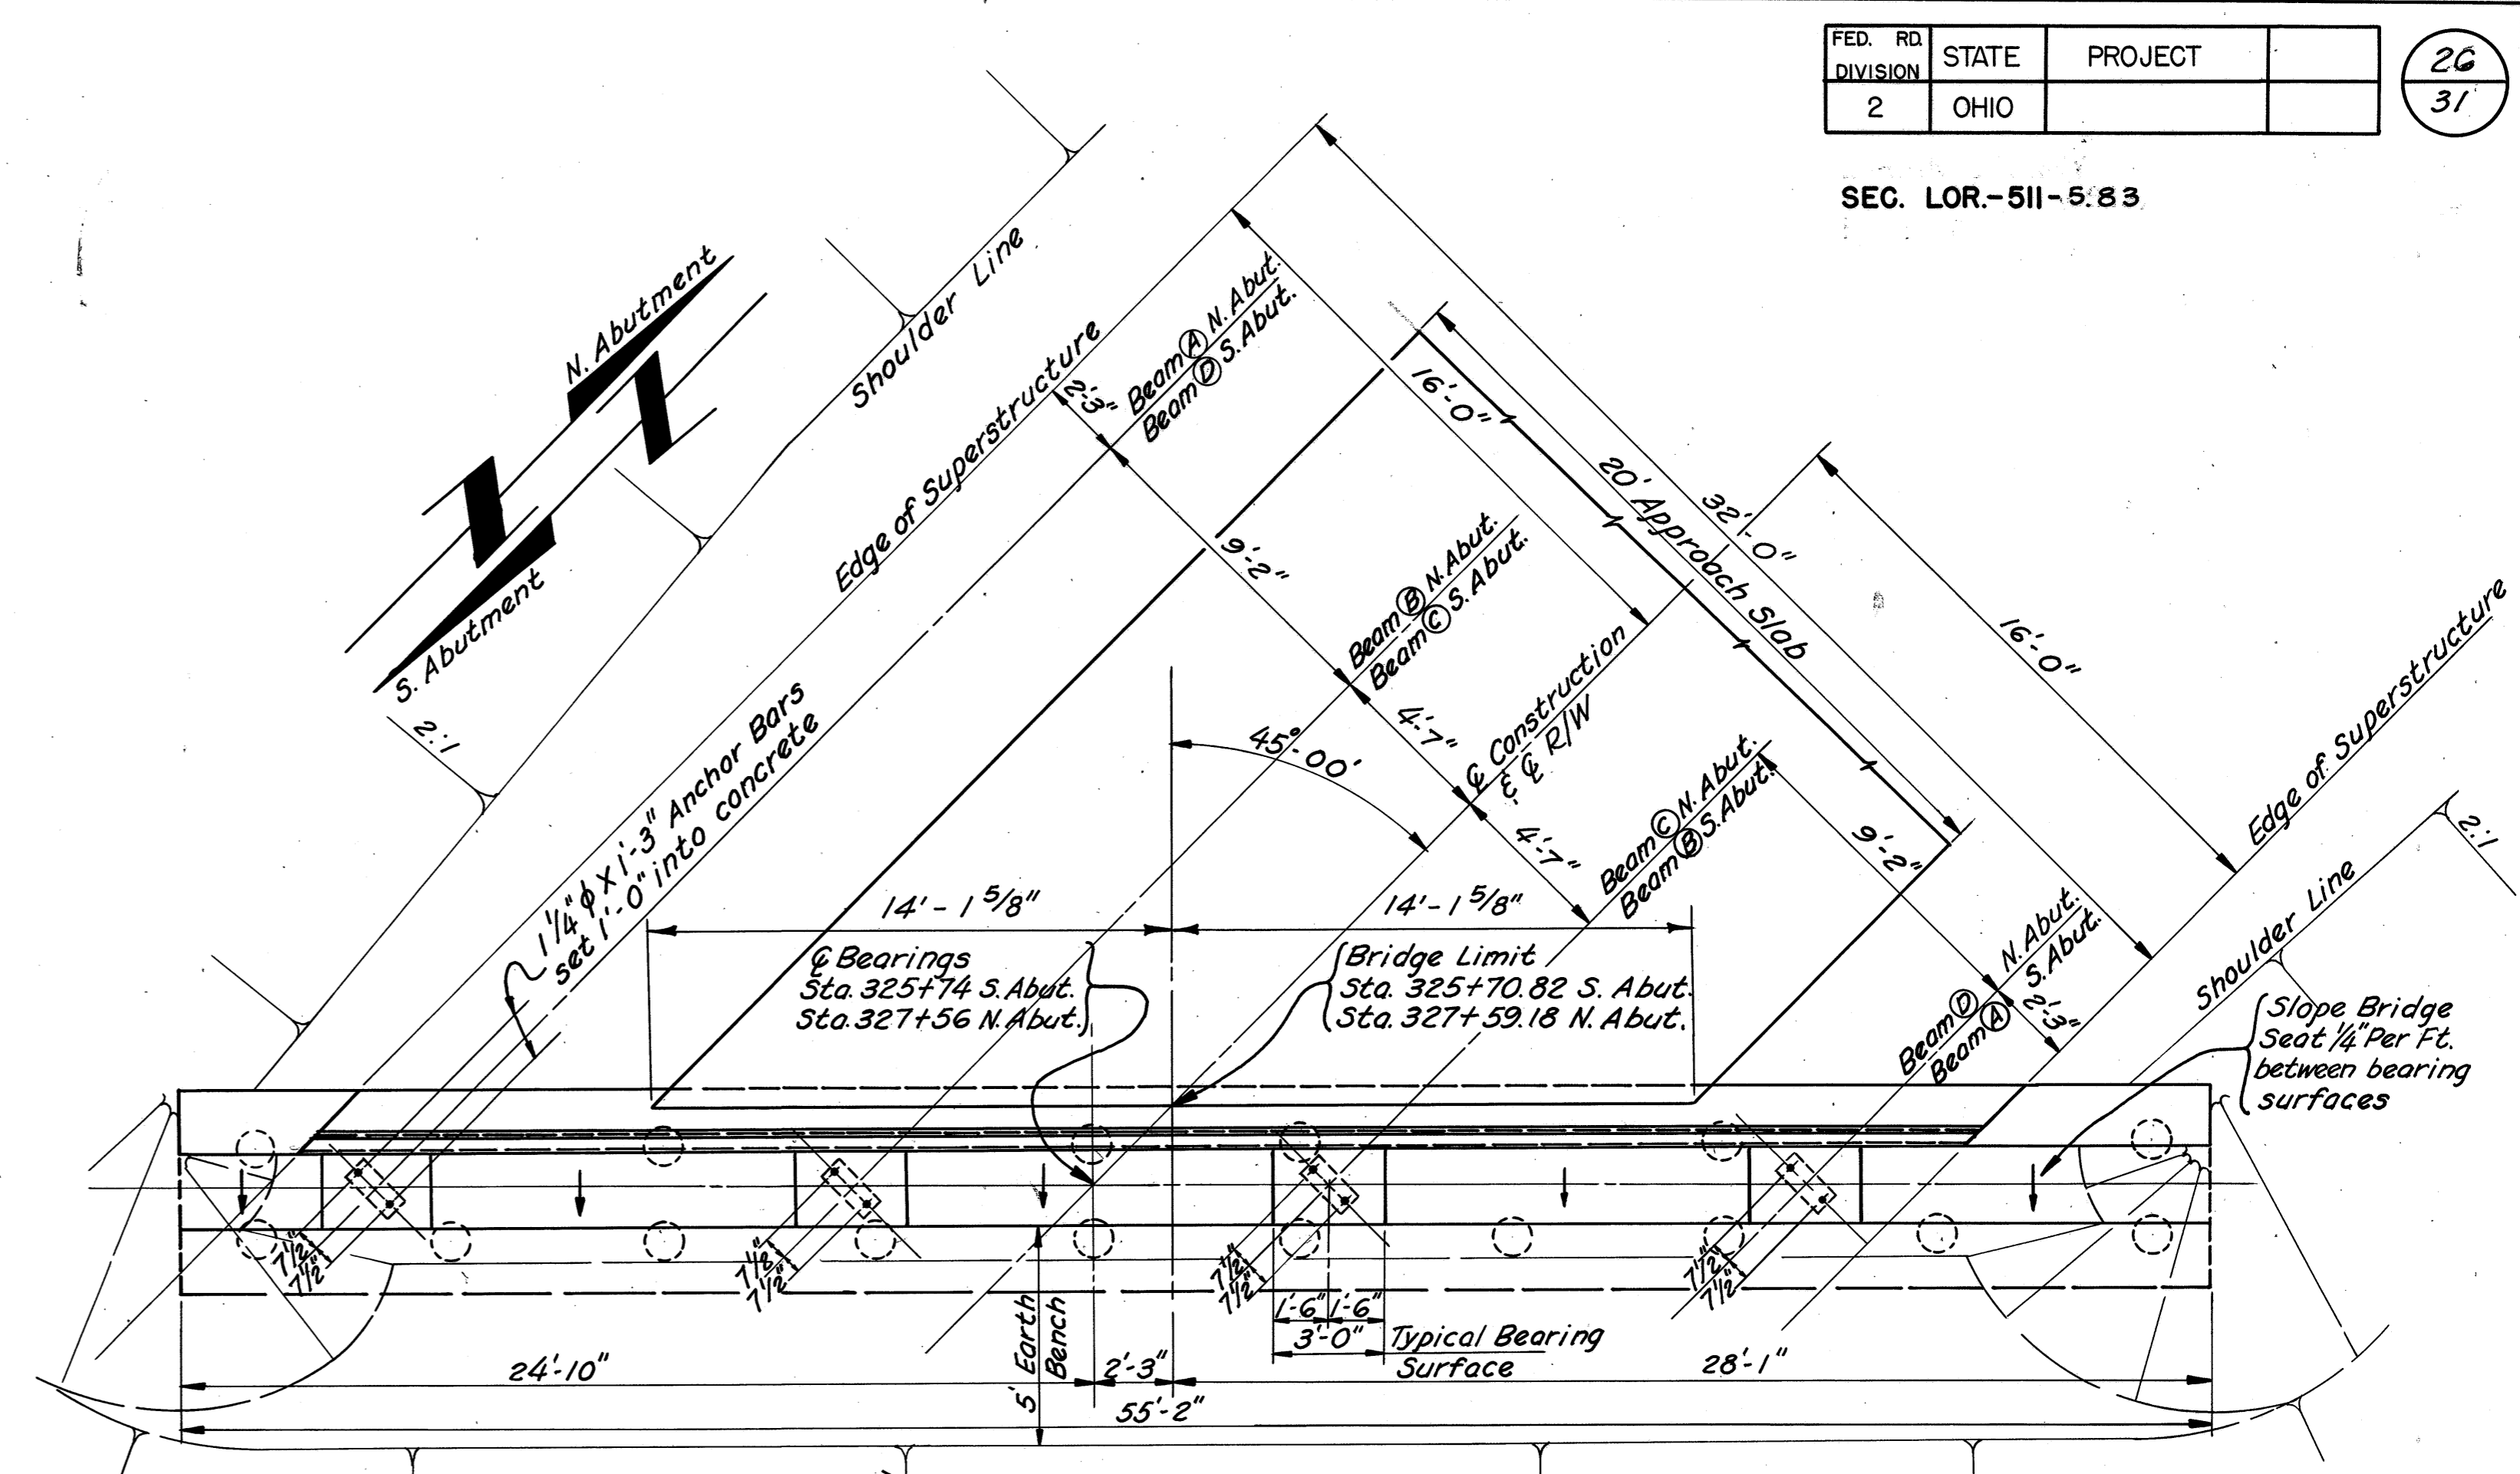 FED. RD. DIVISION
STATE
PROJECT
2
OHIO
26
31
SEC. LOR.-511-5.83
N. Abutment
S. Abutment
Shoulder Line
Edge of Superstructure
2'-3"
Beam A N. Abut.
Beam D S. Abut.
16'-0"
20' Approach Slab
32'-0"
9'-2"
Beam B N. Abut.
Beam C S. Abut.
16'-0"
2:1
1 1/4" ϕ X 1'-3" Anchor Bars
set 1'-0" into concrete
4'-7"
45°-00'
℄ Construction
& ℄ R/W
4'-7"
Beam C N. Abut.
Beam B S. Abut.
9'-2"
Edge of Superstructure
2:1
Shoulder Line
14'-1 5/8"
14'-1 5/8"
℄ Bearings
Sta. 325+74 S. Abut.
Sta. 327+56 N. Abut.
Bridge Limit
Sta. 325+70.82 S. Abut.
Sta. 327+59.18 N. Abut.
Beam D N. Abut.
Beam A S. Abut.
2'-3"
Slope Bridge
Seat 1/4" Per Ft.
between bearing
surfaces
7 1/2"
7 1/2"
7 1/2"
7 1/2"
7 1/2"
7 1/2"
7 1/2"
7 1/2"
1'-6" 1'-6"
3'-0"
Typical Bearing
Surface
5' Earth
Bench
24'-10"
2'-3"
28'-1"
55'-2"